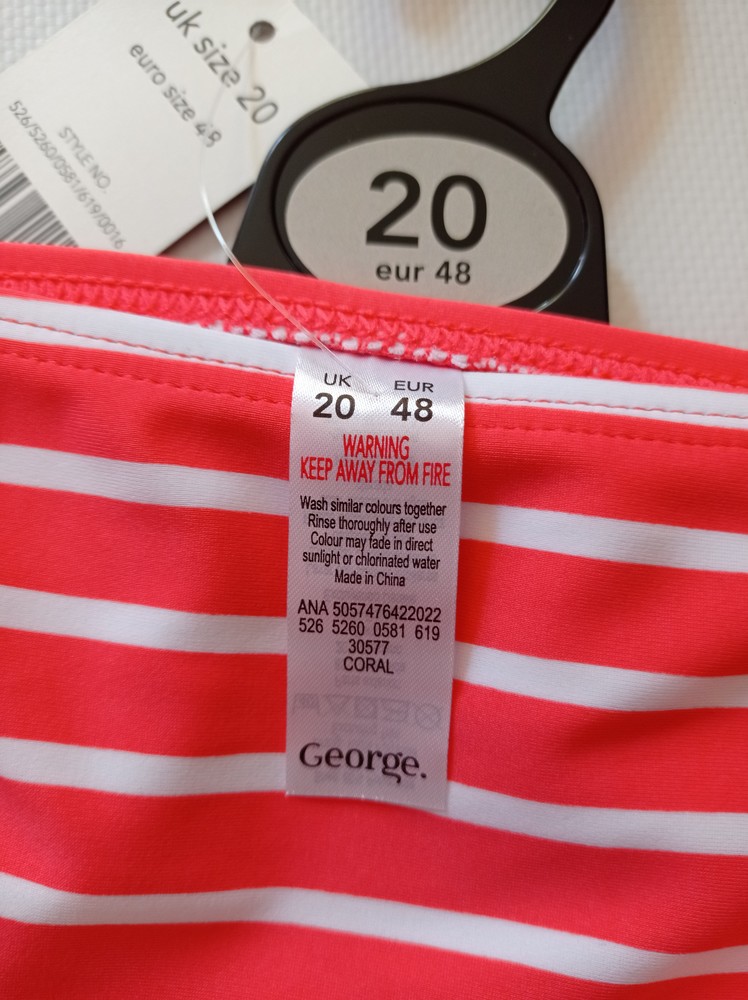 uk size 20
euro size 48
STYLE NO.
526/5260/0581/619/0016
20
eur 48
UK EUR
20 48
WARNING
KEEP AWAY FROM FIRE
Wash similar colours together
Rinse thoroughly after use
Colour may fade in direct
sunlight or chlorinated water
Made in China
ANA 5057476422022
526 5260 0581 619
30577
CORAL
George.